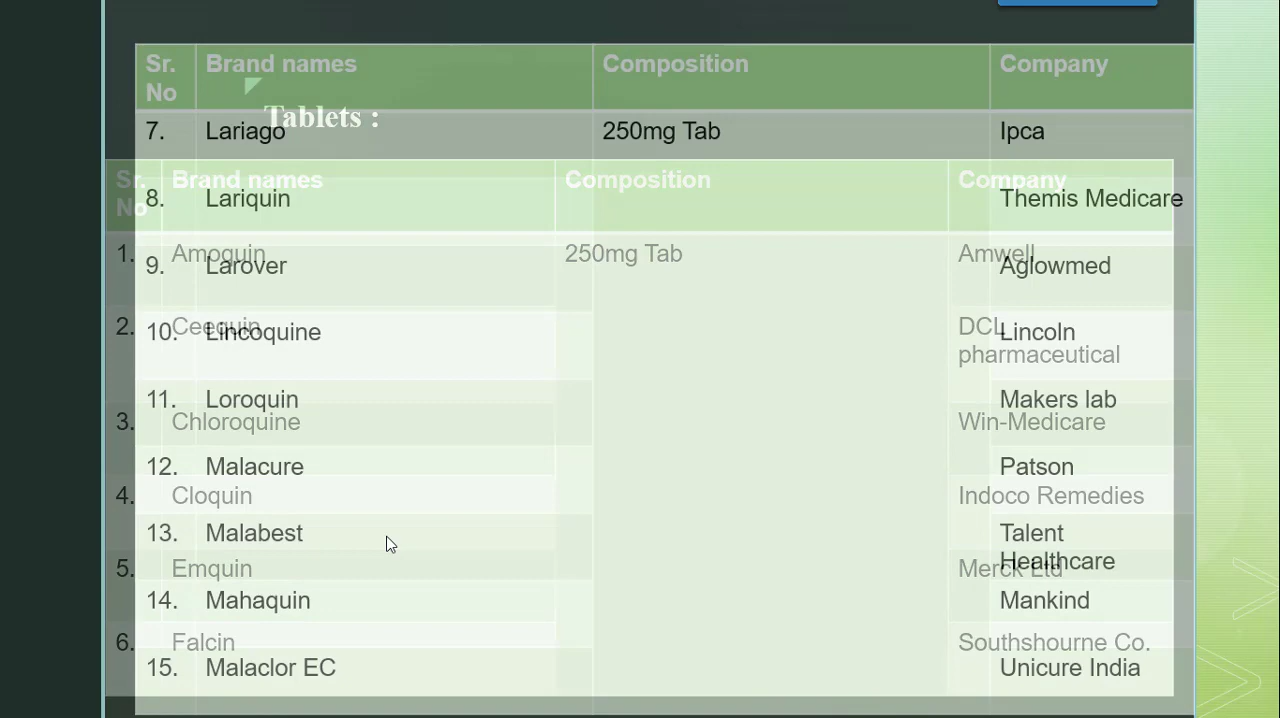 Tablets :
Sr. No Brand names Composition Company
1. Amoquin 250mg Tab Amwell
2. Ceequin DCL pharmaceutical
3. Chloroquine Win-Medicare
4. Cloquin Indoco Remedies
5. Emquin Merck Ltd
6. Falcin Southshourne Co.
Sr. No Brand names Composition Company
7. Lariago 250mg Tab Ipca
8. Lariquin Themis Medicare
9. Larover Aglowmed
10. Lincoquine Lincoln
11. Loroquin Makers lab
12. Malacure Patson
13. Malabest Talent Healthcare
14. Mahaquin Mankind
15. Malaclor EC Unicure India